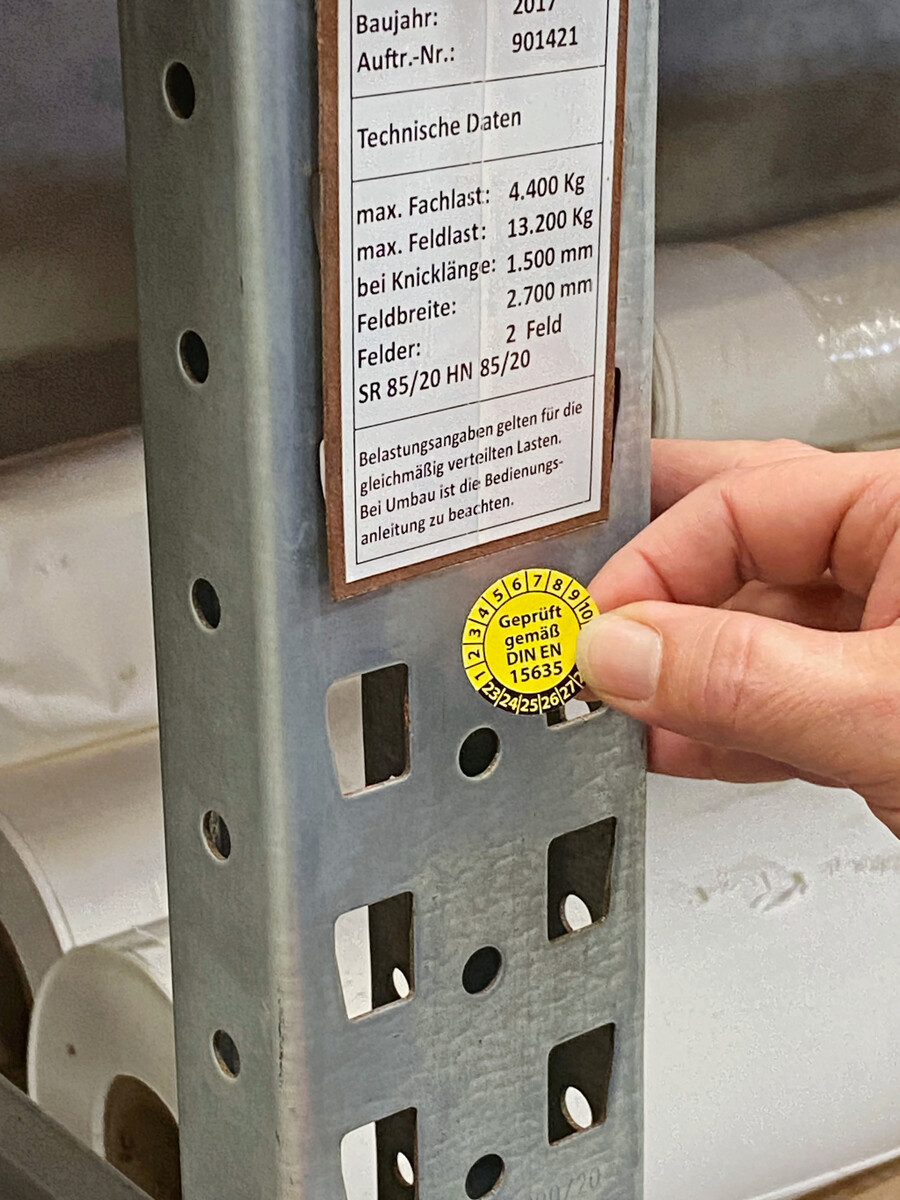 Baujahr: 2017
Auftr.-Nr.: 901421
Technische Daten
max. Fachlast: 4.400 Kg
max. Feldlast: 13.200 Kg
bei Knicklänge: 1.500 mm
Feldbreite: 2.700 mm
Felder: 2 Feld
SR 85/20 HN 85/20
Belastungsangaben gelten für die
gleichmäßig verteilten Lasten.
Bei Umbau ist die Bedienungs-
anleitung zu beachten.
1 2 3 4 5 6 7 8 9 10
Geprüft
gemäß
DIN EN
15635
23 24 25 26 27